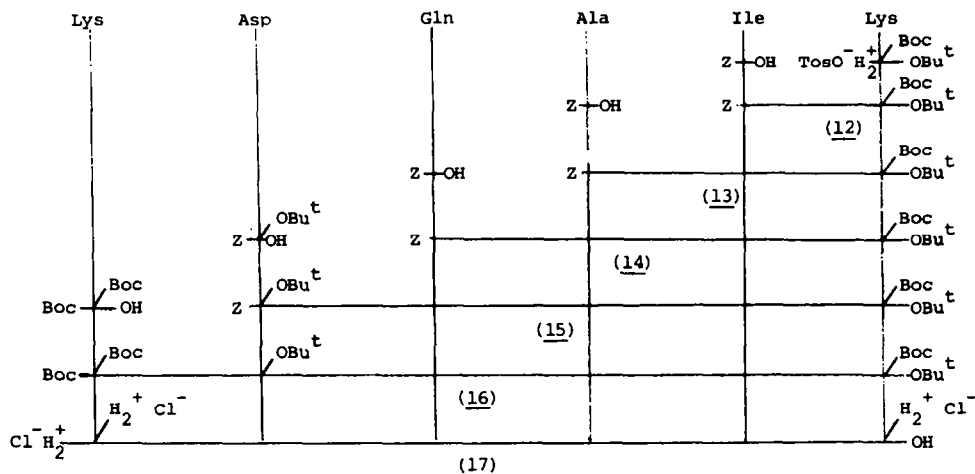 Lys Asp Gln Ala Ile Lys
Boc
Z OH TosO⁻H₂⁺ OBuᵗ
Boc
Z OH Z OBuᵗ
(12)
Boc
Z OH Z OBuᵗ
(13)
OBuᵗ Boc
Z OH Z OBuᵗ
(14)
Boc OBuᵗ Boc
Boc OH Z OBuᵗ
(15)
Boc OBuᵗ Boc
Boc OBuᵗ
(16)
H₂⁺ Cl⁻ H₂⁺ Cl⁻
Cl⁻H₂⁺ OH
(17)